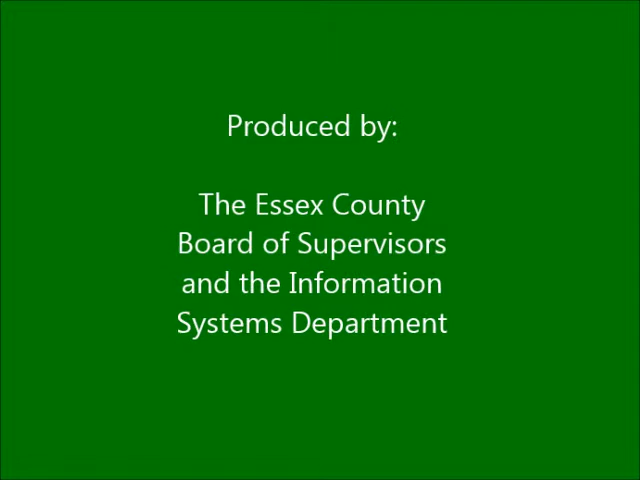 Produced by:
The Essex County
Board of Supervisors
and the Information
Systems Department